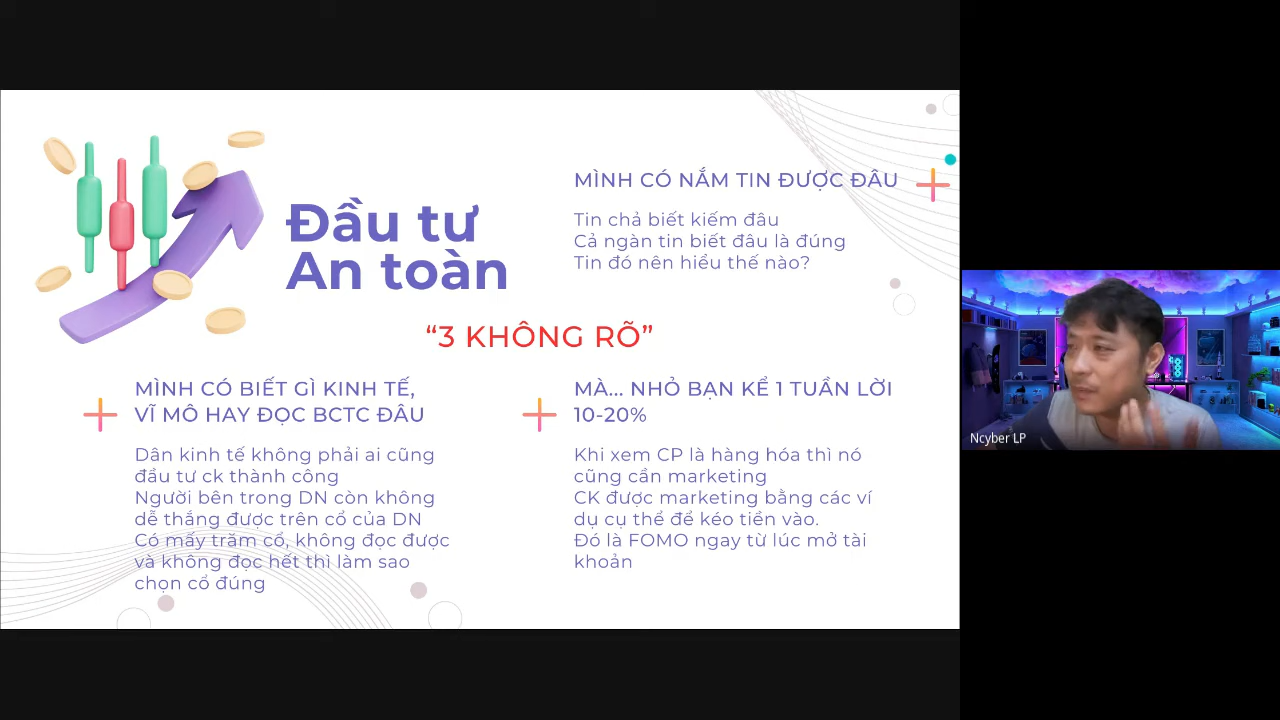 Đầu tư
An toàn
MÌNH CÓ NẮM TIN ĐƯỢC ĐÂU
Tin chả biết kiếm đâu
Cả ngàn tin biết đâu là đúng
Tin đó nên hiểu thế nào?
“3 KHÔNG RÕ”
MÌNH CÓ BIẾT GÌ KINH TẾ,
VĨ MÔ HAY ĐỌC BCTC ĐÂU
Dân kinh tế không phải ai cũng
đầu tư ck thành công
Người bên trong DN còn không
dễ thắng được trên cổ của DN
Có mấy trăm cổ, không đọc được
và không đọc hết thì làm sao
chọn cổ đúng
MÀ... NHỎ BẠN KỂ 1 TUẦN LỜI
10-20%
Khi xem CP là hàng hóa thì nó
cũng cần marketing
CK được marketing bằng các ví
dụ cụ thể để kéo tiền vào.
Đó là FOMO ngay từ lúc mở tài
khoản
Ncyber LP